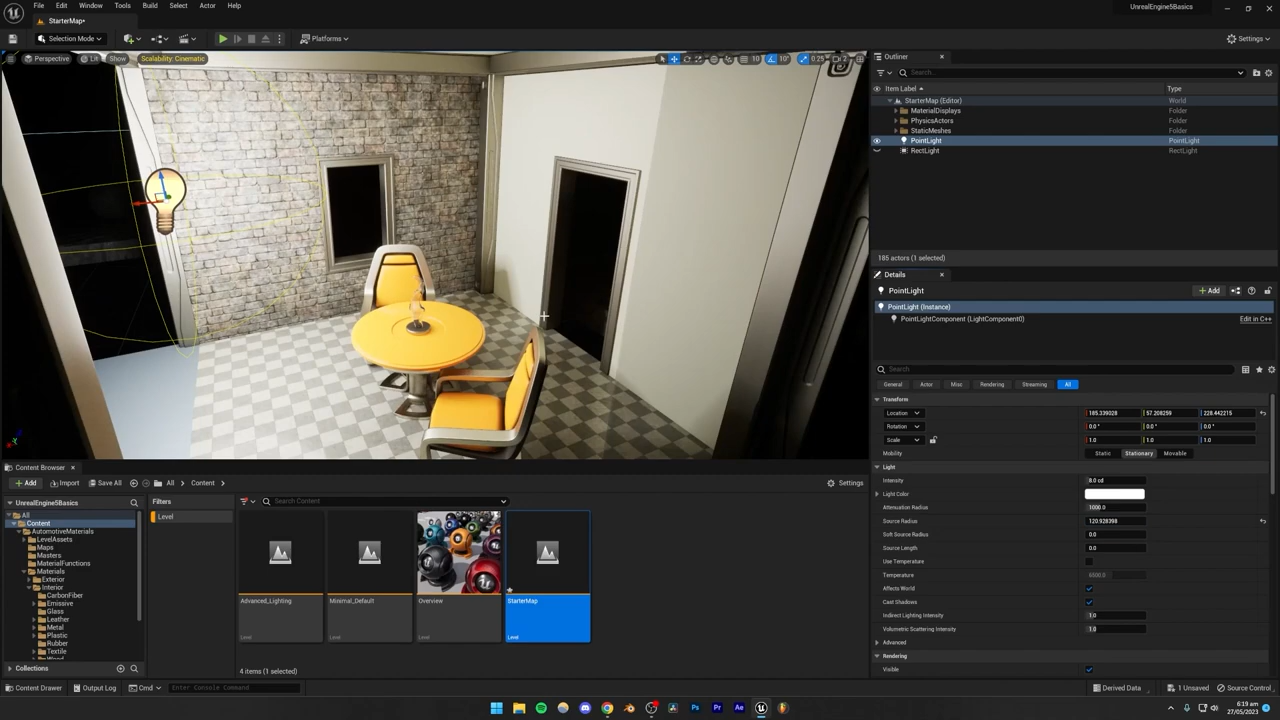 File Edit Window Tools Build Select Actor Help
UnrealEngine5Basics
StarterMap•
Selection Mode
Platforms
Settings
Perspective Lit Show Scalability: Cinematic
10 10° 0.25 2
Outliner
Search...
Item Label Type
StarterMap (Editor) World
MaterialDisplays Folder
PhysicsActors Folder
StaticMeshes Folder
PointLight PointLight
RectLight RectLight
185 actors (1 selected)
Details
PointLight
Add
PointLight (Instance)
PointLightComponent (LightComponent0) Edit in C++
Search
General Actor Misc Rendering Streaming All
Transform
Location 185.339028 57.208259 228.442215
Rotation 0.0° 0.0° 0.0°
Scale 1.0 1.0 1.0
Mobility Static Stationary Movable
Light
Intensity 8.0 cd
Light Color
Attenuation Radius 1000.0
Source Radius 120.928398
Soft Source Radius 0.0
Source Length 0.0
Use Temperature
Temperature 6500.0
Affects World
Cast Shadows
Indirect Lighting Intensity 1.0
Volumetric Scattering Intensity 1.0
Advanced
Rendering
Visible
Content Browser
Add Import Save All All Content Settings
UnrealEngine5Basics
All
Content
AutomotiveMaterials
LevelAssets
Maps
Masters
MaterialFunctions
Materials
Exterior
Interior
CarbonFiber
Emissive
Glass
Leather
Metal
Plastic
Rubber
Textile
Collections
Filters
Level
Search Content
Advanced_Lighting
Level
Minimal_Default
Level
Overview
Level
StarterMap
Level
4 items (1 selected)
Content Drawer Output Log Cmd Enter Console Command
Derived Data 1 Unsaved Source Control
Ps Pr Ae
6:19 am
27/05/2023